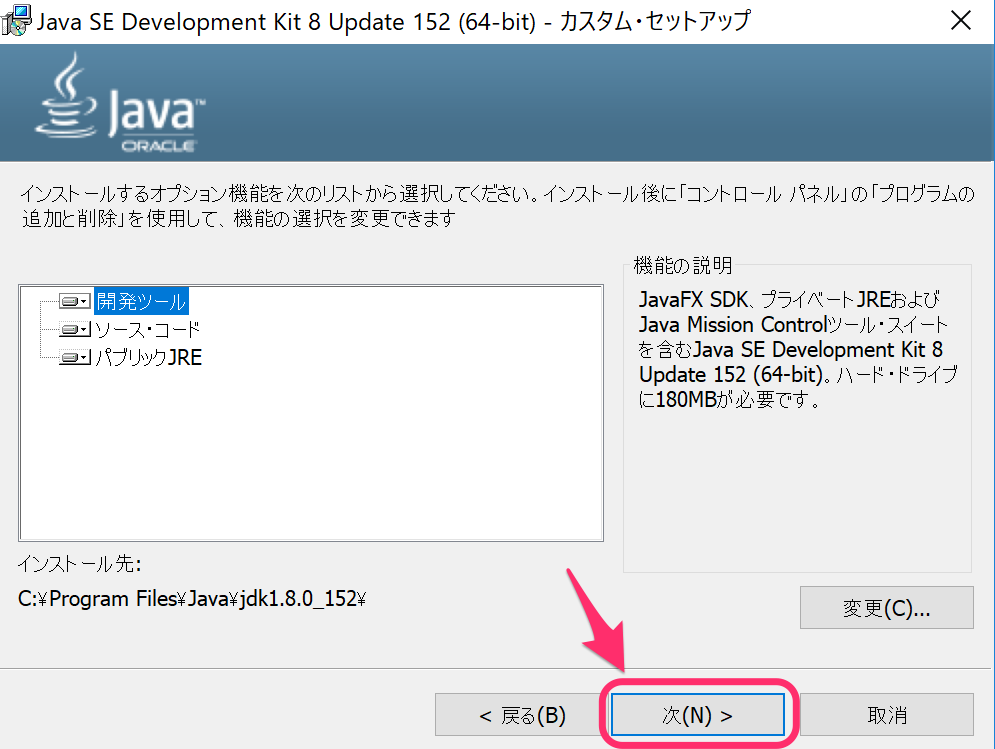 Java SE Development Kit 8 Update 152 (64-bit) - カスタム・セットアップ
Java™
ORACLE
インストールするオプション機能を次のリストから選択してください。インストール後に「コントロール パネル」の「プログラムの
追加と削除」を使用して、機能の選択を変更できます
開発ツール
ソース・コード
パブリックJRE
機能の説明
JavaFX SDK、プライベートJREおよび
Java Mission Controlツール・スイート
を含むJava SE Development Kit 8
Update 152 (64-bit)。ハード・ドライブ
に180MBが必要です。
インストール先:
C:¥Program Files¥Java¥jdk1.8.0_152¥
変更(C)...
< 戻る(B)
次(N) >
取消